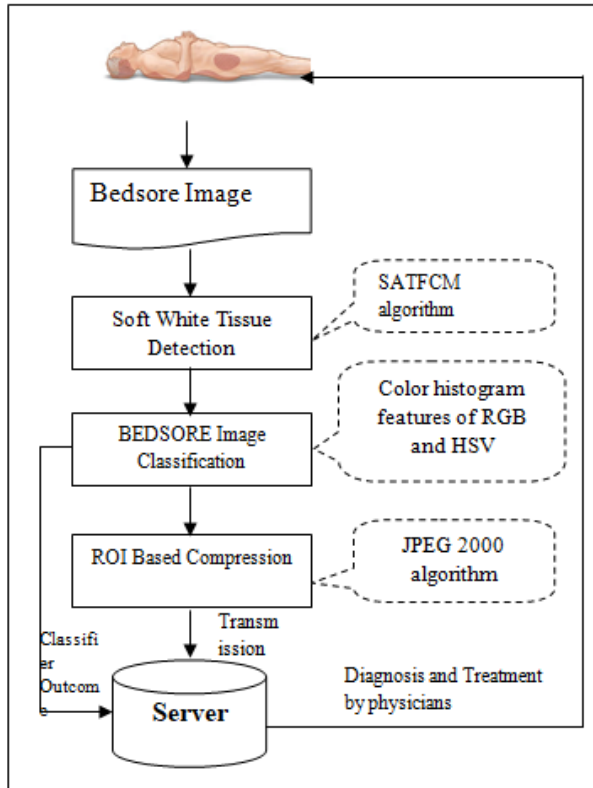 Bedsore Image
SATFCM
algorithm
Soft White Tissue
Detection
Color histogram
features of RGB
and HSV
BEDSORE Image
Classification
ROI Based Compression
JPEG 2000
algorithm
Transm
ission
Classifi
er
Outcom
e
Server
Diagnosis and Treatment
by physicians